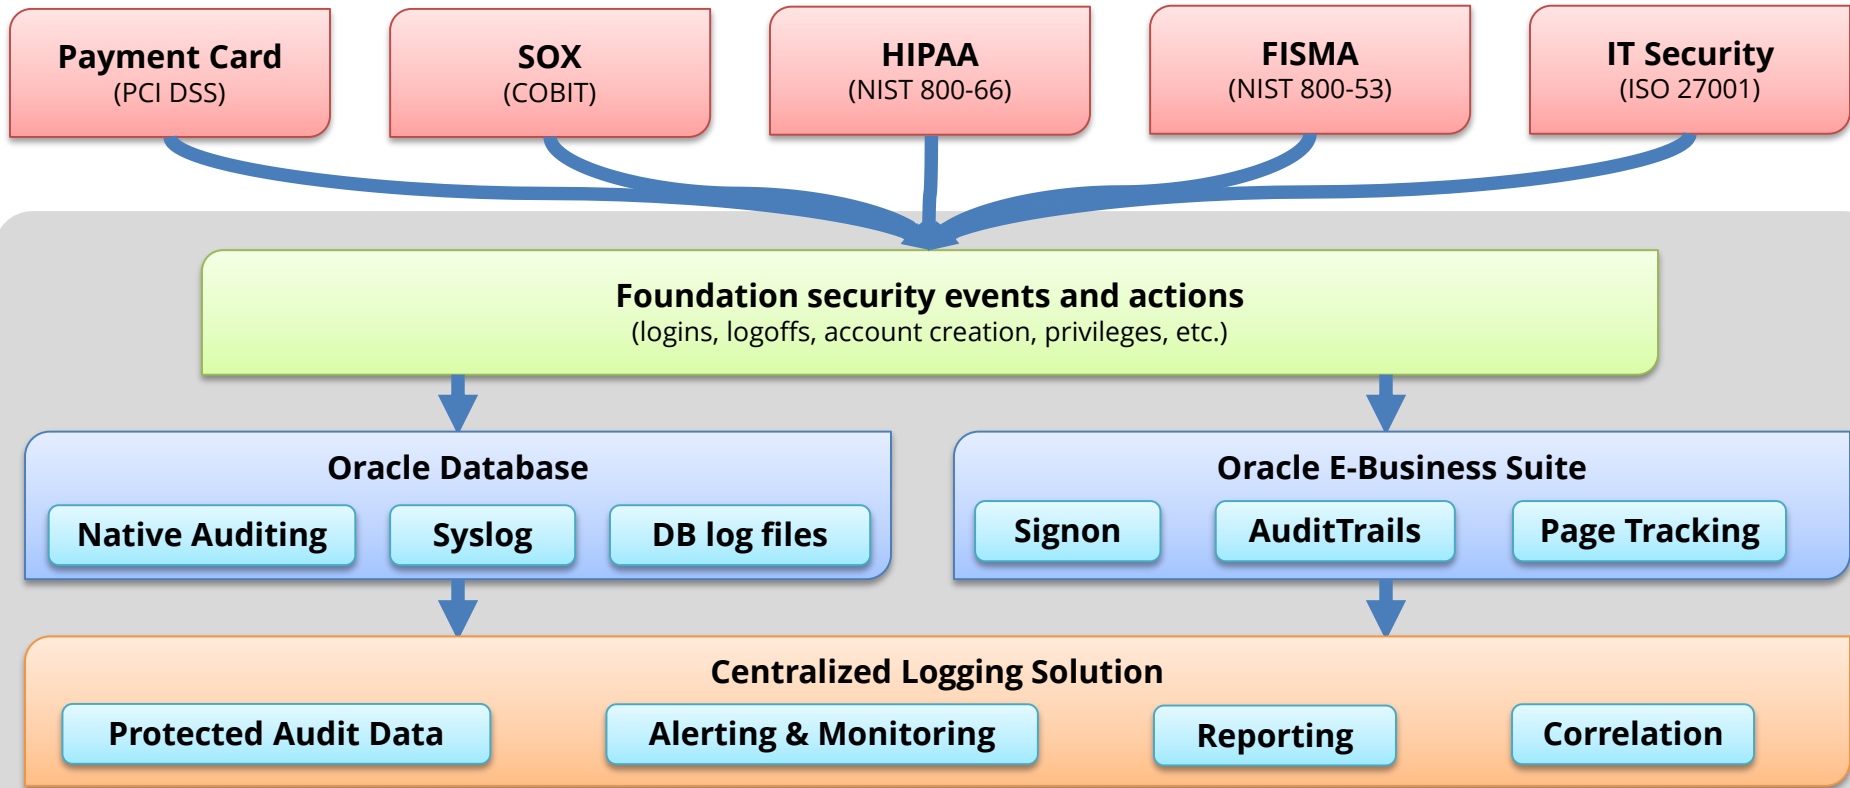 Payment Card
(PCI DSS)
SOX
(COBIT)
HIPAA
(NIST 800-66)
FISMA
(NIST 800-53)
IT Security
(ISO 27001)
Foundation security events and actions
(logins, logoffs, account creation, privileges, etc.)
Oracle Database
Native Auditing
Syslog
DB log files
Oracle E-Business Suite
Signon
AuditTrails
Page Tracking
Centralized Logging Solution
Protected Audit Data
Alerting & Monitoring
Reporting
Correlation